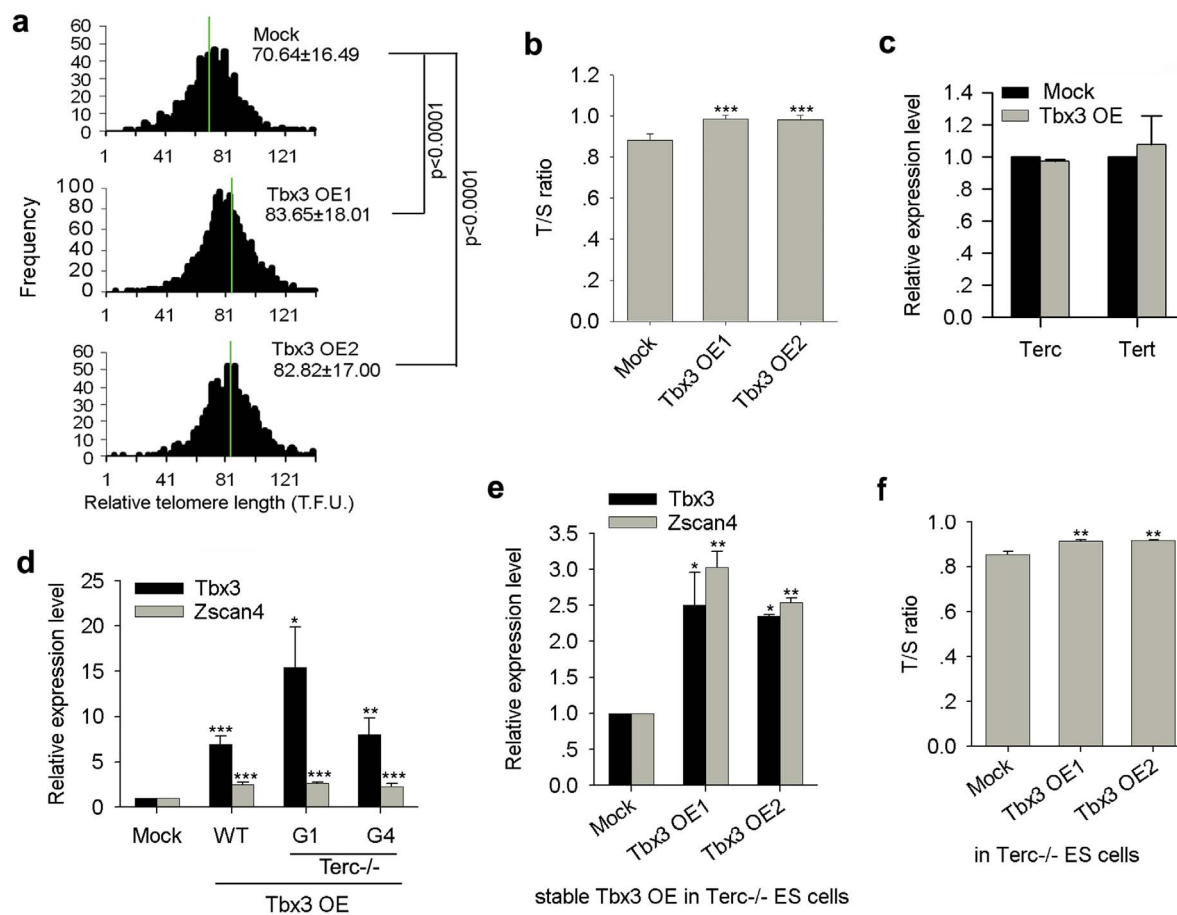 a
60
50
40
30
20
10
0
Mock
70.64±16.49
1 41 81 121
p<0.0001
p<0.0001
Frequency
100
80
60
40
20
0
Tbx3 OE1
83.65±18.01
1 41 81 121
60
50
40
30
20
10
0
Tbx3 OE2
82.82±17.00
1 41 81 121
Relative telomere length (T.F.U.)
b
T/S ratio
1.2
1.0
.8
.6
.4
.2
0.0
*** ***
Mock Tbx3 OE1 Tbx3 OE2
c
Relative expression level
1.4
1.2
1.0
.8
.6
.4
.2
0
Mock
Tbx3 OE
Terc Tert
d
Relative expression level
25
20
15
10
5
0
Tbx3
Zscan4
*** *** * *** ** ***
Mock WT G1 G4
Terc-/-
Tbx3 OE
e
Tbx3
Zscan4
Relative expression level
3.5
3.0
2.5
2.0
1.5
1.0
.5
0.0
* ** * **
Mock Tbx3 OE1 Tbx3 OE2
stable Tbx3 OE in Terc-/- ES cells
f
T/S ratio
1.0
.8
.6
.4
.2
0.0
** **
Mock Tbx3 OE1 Tbx3 OE2
in Terc-/- ES cells